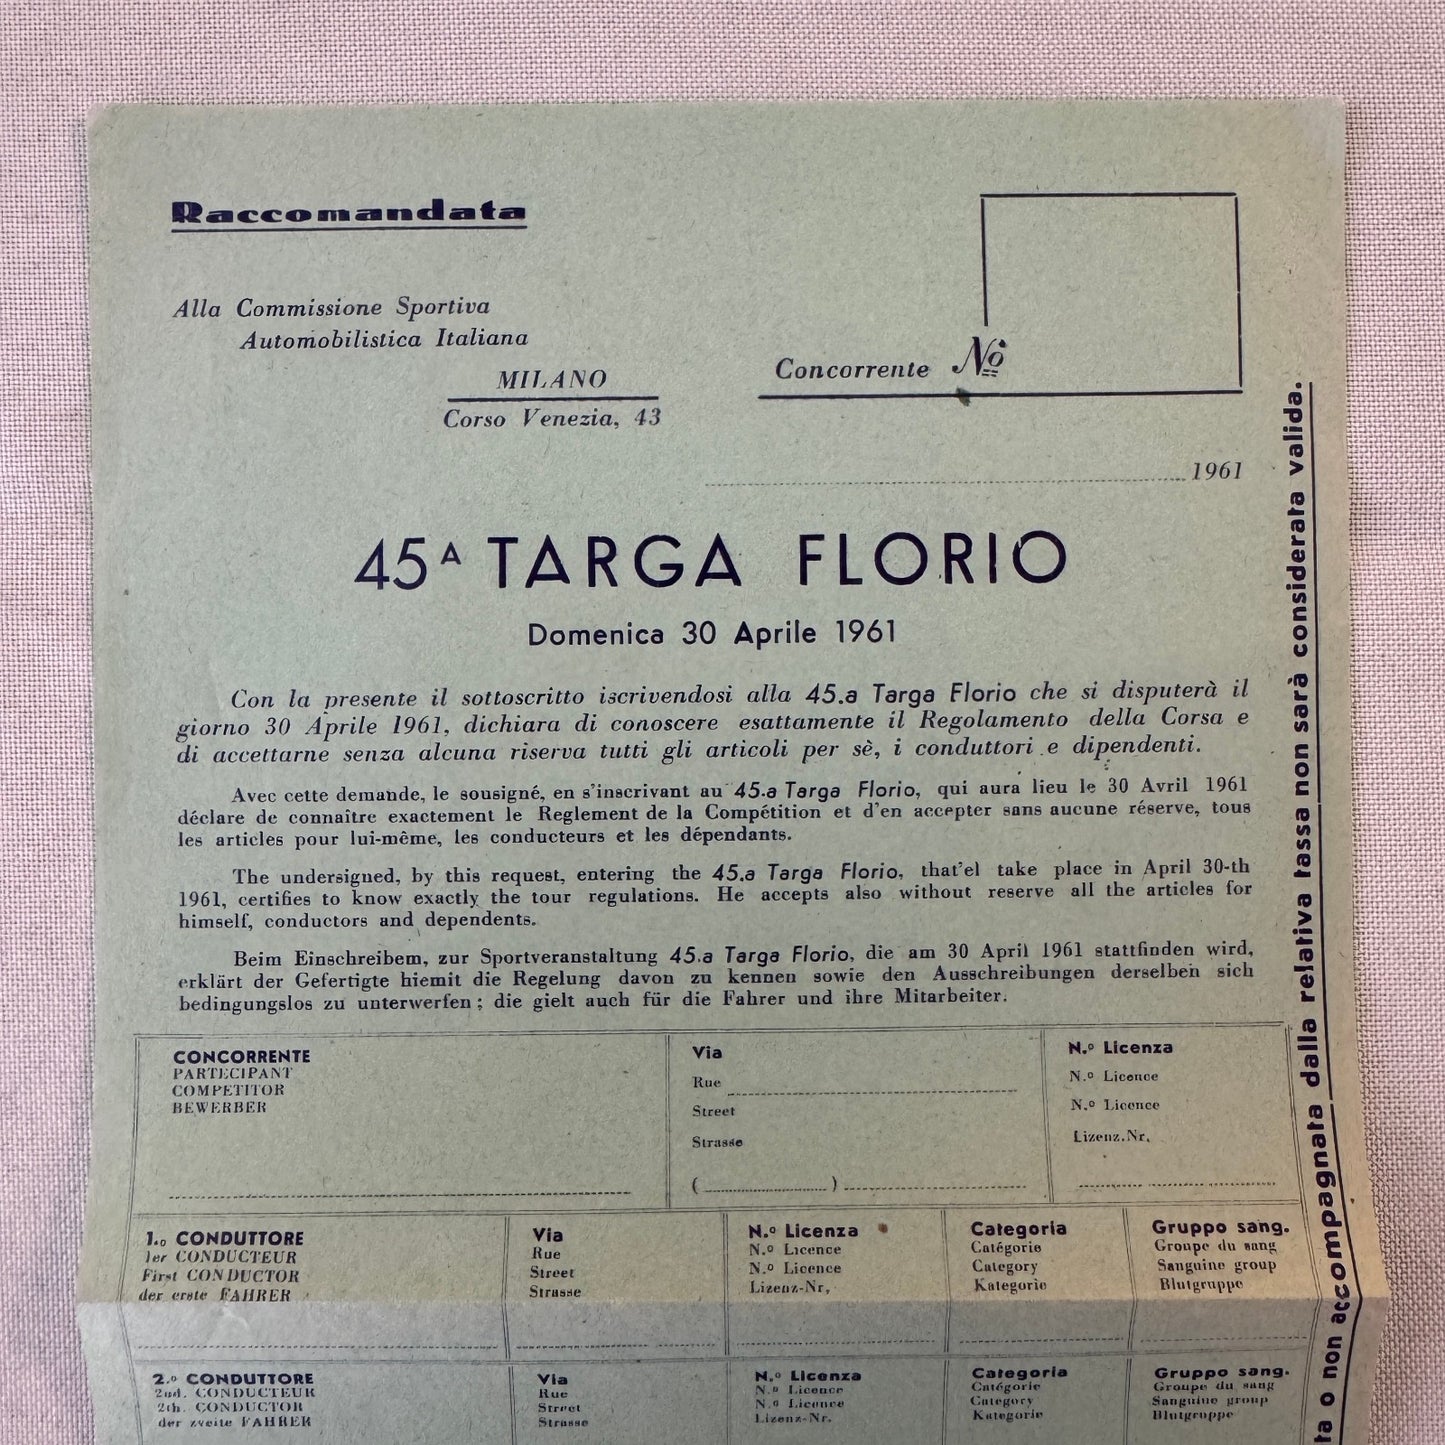 Raccomandata
Alla Commissione Sportiva
Automobilistica Italiana
MILANO
Corso Venezia, 43
Concorrente Nº
1961
45ᴬ TARGA FLORIO
Domenica 30 Aprile 1961
Con la presente il sottoscritto iscrivendosi alla 45.a Targa Florio che si disputerà il
giorno 30 Aprile 1961, dichiara di conoscere esattamente il Regolamento della Corsa e
di accettarne senza alcuna riserva tutti gli articoli per sè, i conduttori e dipendenti.
Avec cette demande, le sousigné, en s'inscrivant au 45.a Targa Florio, qui aura lieu le 30 Avril 1961
déclare de connaitre exactement le Reglement de la Compétition et d'en accepter sans aucune réserve, tous
les articles pour lui-même, les conducteurs et les dépendants.
The undersigned, by this request, entering the 45.a Targa Florio, that'el take place in April 30-th
1961, certifies to know exactly the tour regulations. He accepts also without reserve all the articles for
himself, conductors and dependents.
Beim Einschreibem, zur Sportveranstaltung 45.a Targa Florio, die am 30 April 1961 stattfinden wird,
erklärt der Gefertigte hiemit die Regelung davon zu kennen sowie den Ausschreibungen derselben sich
bedingungslos zu unterwerfen; die gielt auch für die Fahrer und ihre Mitarbeiter.
CONCORRENTE
PARTECIPANT
COMPETITOR
BEWERBER
Via
Rue
Street
Strasse
( )
N.º Licenza
N.º Licence
N.º Licence
Lizenz.Nr.
1.º CONDUTTORE
1er CONDUCTEUR
First CONDUCTOR
der erste FAHRER
Via
Rue
Street
Strasse
N.º Licenza
N.º Licence
N.º Licence
Lizenz-Nr.
Categoria
Catégorie
Category
Kategorie
Gruppo sang.
Groupe du sang
Sanguine group
Blutgruppe
2.º CONDUTTORE
2nd. CONDUCTEUR
2th. CONDUCTOR
der zweite FAHRER
Via
Rue
Street
Strasse
N.º Licenza
N.º Licence
N.º Licence
Lizenz-Nr.
Categoria
Catégorie
Category
Kategorie
Gruppo sang.
Groupe du sang
Sanguine group
Blutgruppe
ta o non accompagnata dalla relativa tassa non sarà considerata valida.